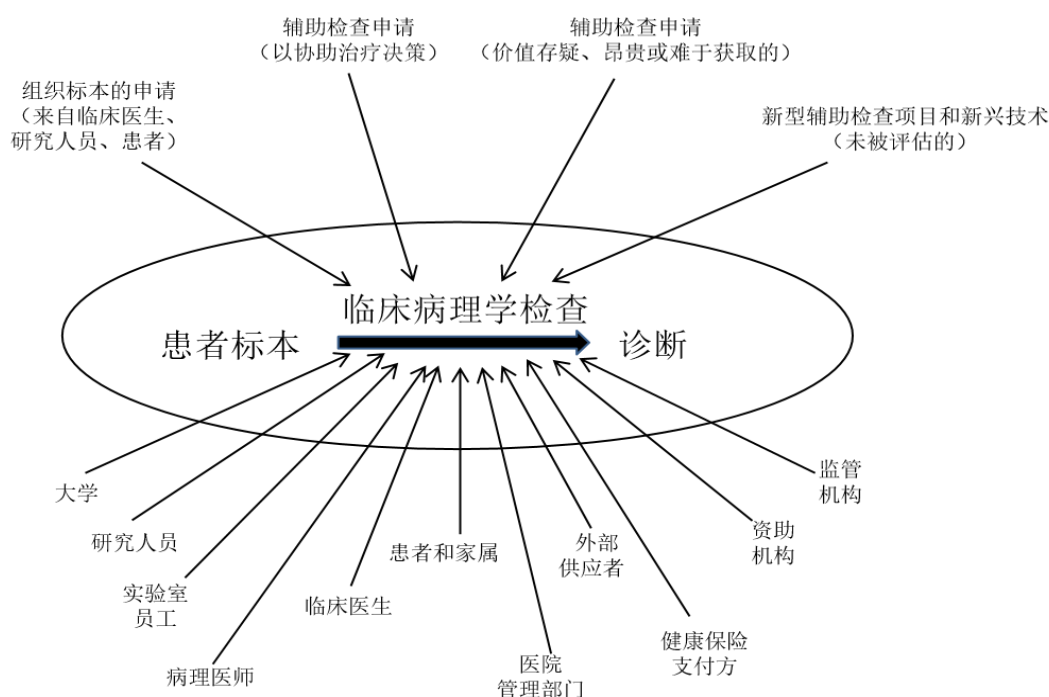 辅助检查申请
（以协助治疗决策）
辅助检查申请
（价值存疑、昂贵或难于获取的）
组织标本的申请
（来自临床医生、
研究人员、患者）
新型辅助检查项目和新兴技术
（未被评估的）
临床病理学检查
患者标本
诊断
大学
研究人员
实验室
员工
病理医师
临床医生
患者和家属
医院
管理部门
外部
供应者
健康保险
支付方
资助
机构
监管
机构